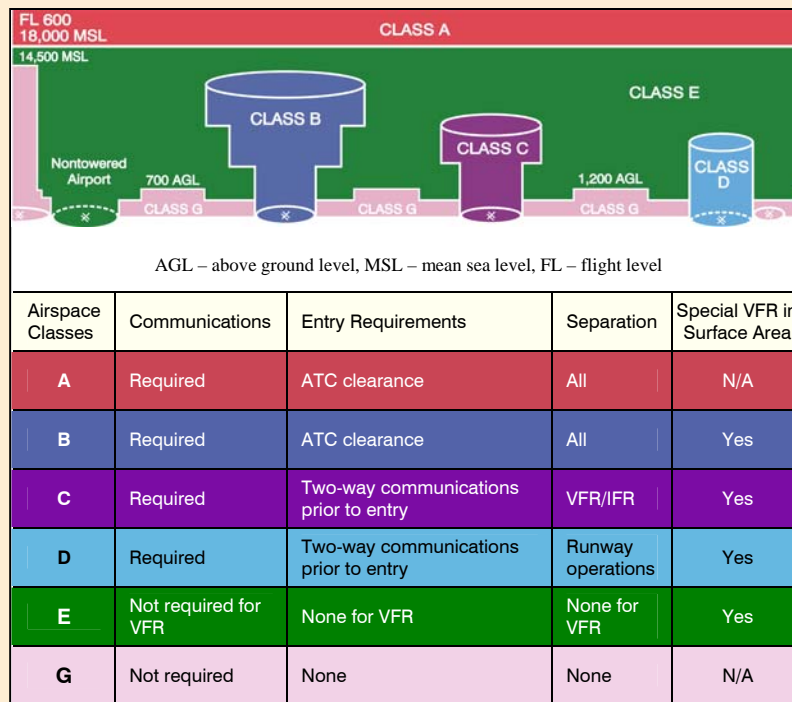 FL 600
18,000 MSL
CLASS A
14,500 MSL
CLASS E
CLASS B
CLASS C
CLASS
D
Nontowered
Airport
700 AGL
1,200 AGL
CLASS G
CLASS G
CLASS G
AGL – above ground level, MSL – mean sea level, FL – flight level
Airspace
Classes
Communications
Entry Requirements
Separation
Special VFR in
Surface Area
A
Required
ATC clearance
All
N/A
B
Required
ATC clearance
All
Yes
C
Required
Two-way communications
prior to entry
VFR/IFR
Yes
D
Required
Two-way communications
prior to entry
Runway
operations
Yes
E
Not required for
VFR
None for VFR
None for
VFR
Yes
G
Not required
None
None
N/A